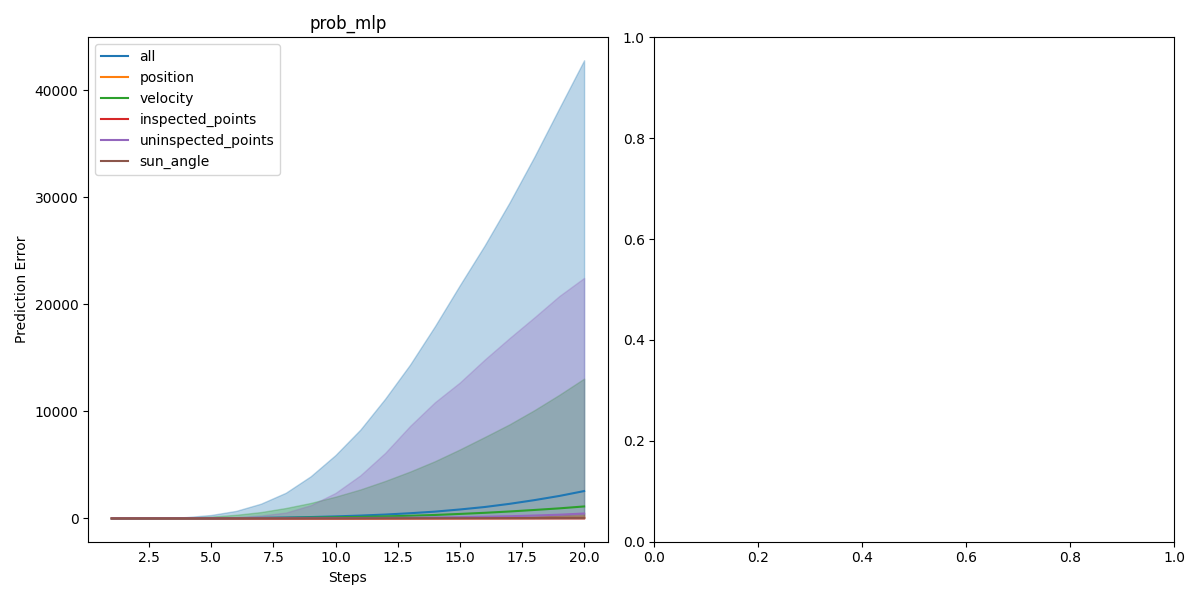 prob_mlp
all
position
velocity
inspected_points
uninspected_points
sun_angle
Prediction Error
40000
30000
20000
10000
0
2.5 5.0 7.5 10.0 12.5 15.0 17.5 20.0
Steps
1.0
0.8
0.6
0.4
0.2
0.0
0.0 0.2 0.4 0.6 0.8 1.0